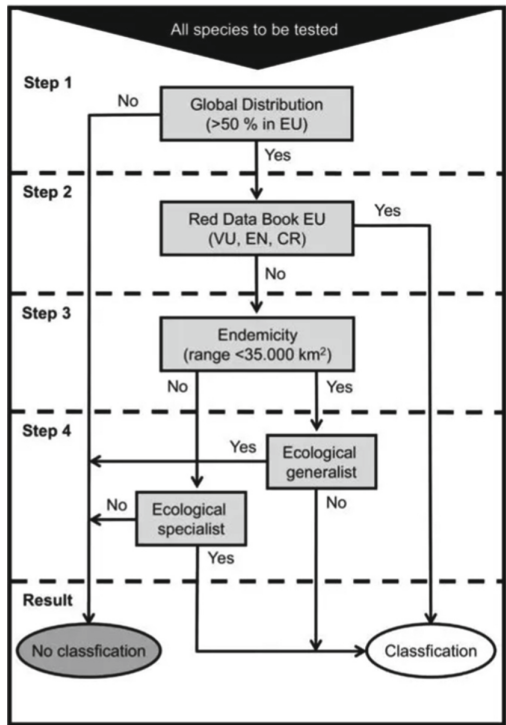 All species to be tested
Step 1
No
Global Distribution
(>50 % in EU)
Yes
Step 2
Red Data Book EU
(VU, EN, CR)
Yes
No
Step 3
Endemicity
(range <35.000 km²)
No
Yes
Step 4
Yes
Ecological
generalist
No
No
Ecological
specialist
Yes
Result
No classfication
Classfication